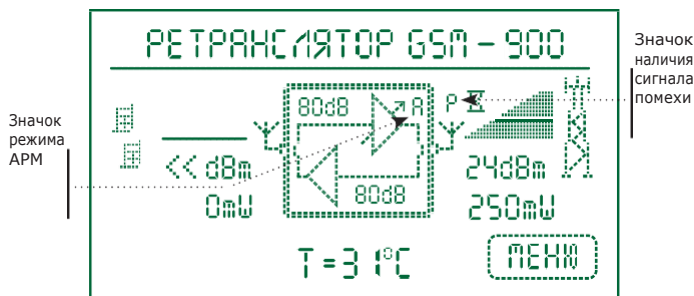 РЕТРАНСЛЯТОР GSM – 900
Значок
наличия
сигнала
помехи
80dB
A
P
Значок
режима
АРМ
<< dBm
24dBm
0mW
80dB
250mW
T = 31°C
МЕНЮ